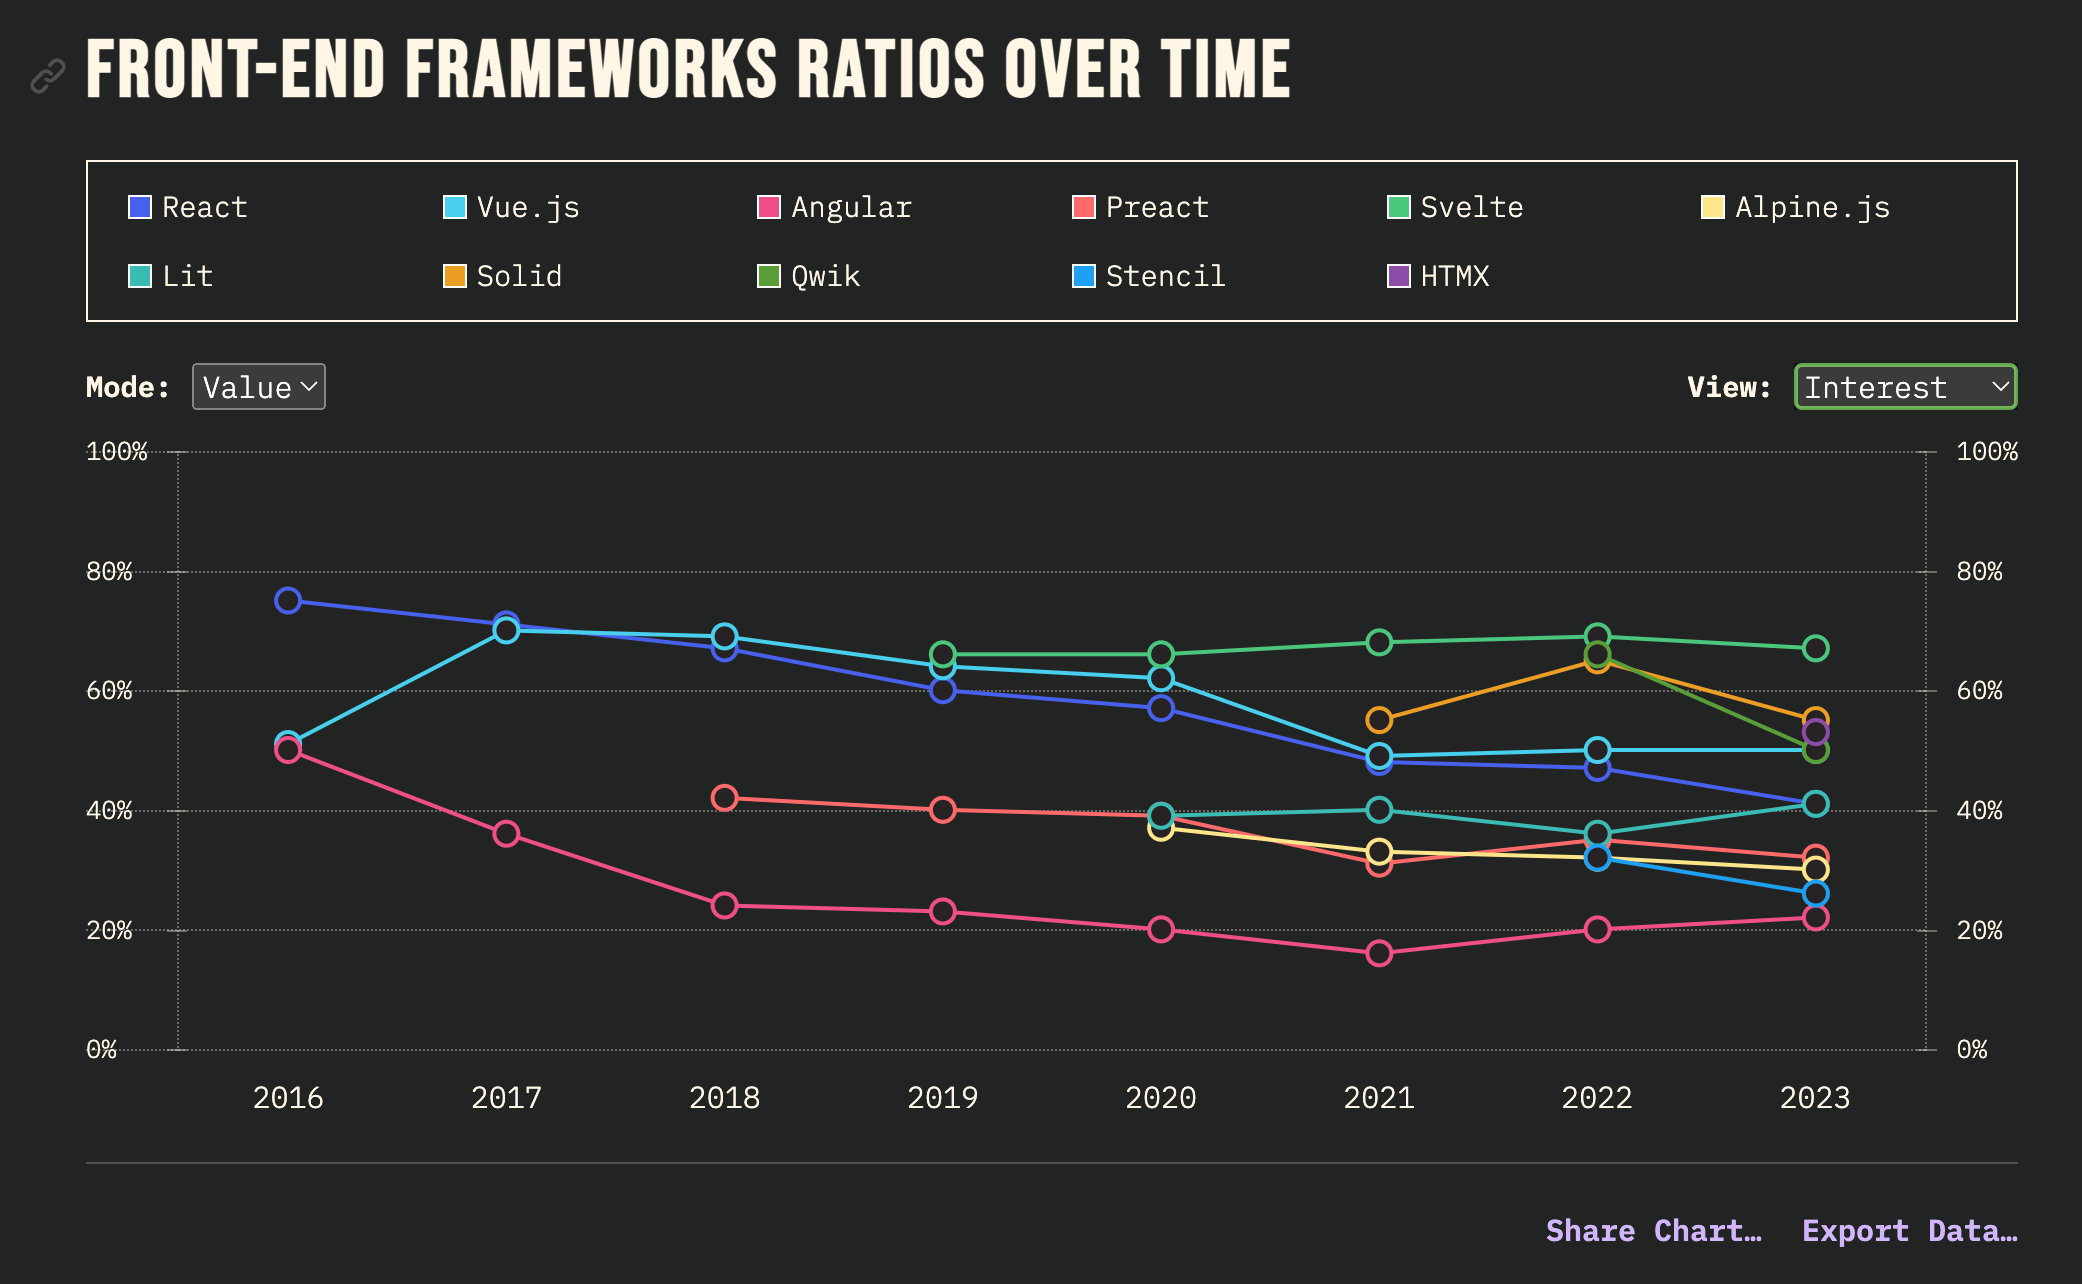 FRONT-END FRAMEWORKS RATIOS OVER TIME
React Vue.js Angular Preact Svelte Alpine.js
Lit Solid Qwik Stencil HTMX
Mode: Value View: Interest
100% 100%
80% 80%
60% 60%
40% 40%
20% 20%
0% 0%
2016 2017 2018 2019 2020 2021 2022 2023
Share Chart… Export Data…